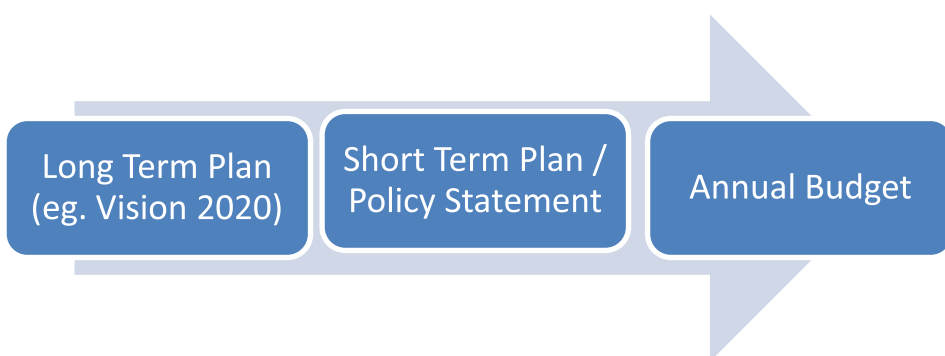 Long Term Plan
(eg. Vision 2020)
Short Term Plan /
Policy Statement
Annual Budget